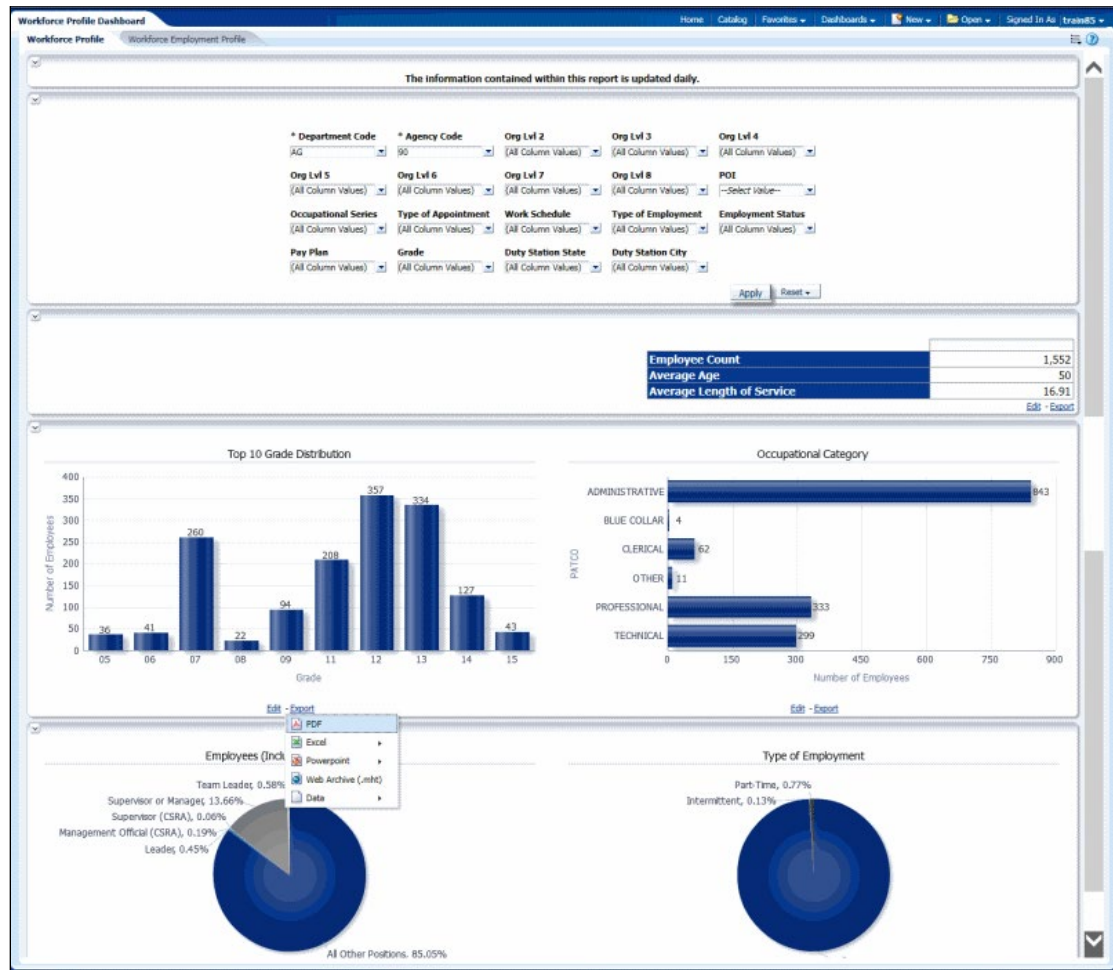 Workforce Profile Dashboard
Home Catalog Favorites Dashboards New Open Signed In As train85
Workforce Profile Workforce Employment Profile
The information contained within this report is updated daily.
* Department Code * Agency Code Org Lvl 2 Org Lvl 3 Org Lvl 4
AG 90 (All Column Values) (All Column Values) (All Column Values)
Org Lvl 5 Org Lvl 6 Org Lvl 7 Org Lvl 8 POI
(All Column Values) (All Column Values) (All Column Values) (All Column Values) --Select Value--
Occupational Series Type of Appointment Work Schedule Type of Employment Employment Status
(All Column Values) (All Column Values) (All Column Values) (All Column Values) (All Column Values)
Pay Plan Grade Duty Station State Duty Station City
(All Column Values) (All Column Values) (All Column Values) (All Column Values)
Apply Reset
Employee Count 1,552
Average Age 50
Average Length of Service 16.91
Edit - Export
Top 10 Grade Distribution
400
350
300
250
200
150
100
50
0
Number of Employees
36 41 260 22 94 208 357 334 127 43
05 06 07 08 09 11 12 13 14 15
Grade
Edit - Export
Occupational Category
PATCO
ADMINISTRATIVE 843
BLUE COLLAR 4
CLERICAL 62
OTHER 11
PROFESSIONAL 333
TECHNICAL 299
0 150 300 450 600 750 900
Number of Employees
Edit - Export
PDF
Excel
Powerpoint
Web Archive (.mht)
Data
Employees (Incl
Team Leader, 0.58%
Supervisor or Manager, 13.66%
Supervisor (CSRA), 0.06%
Management Official (CSRA), 0.19%
Leader, 0.45%
All Other Positions, 85.05%
Type of Employment
Part-Time, 0.77%
Intermittent, 0.13%